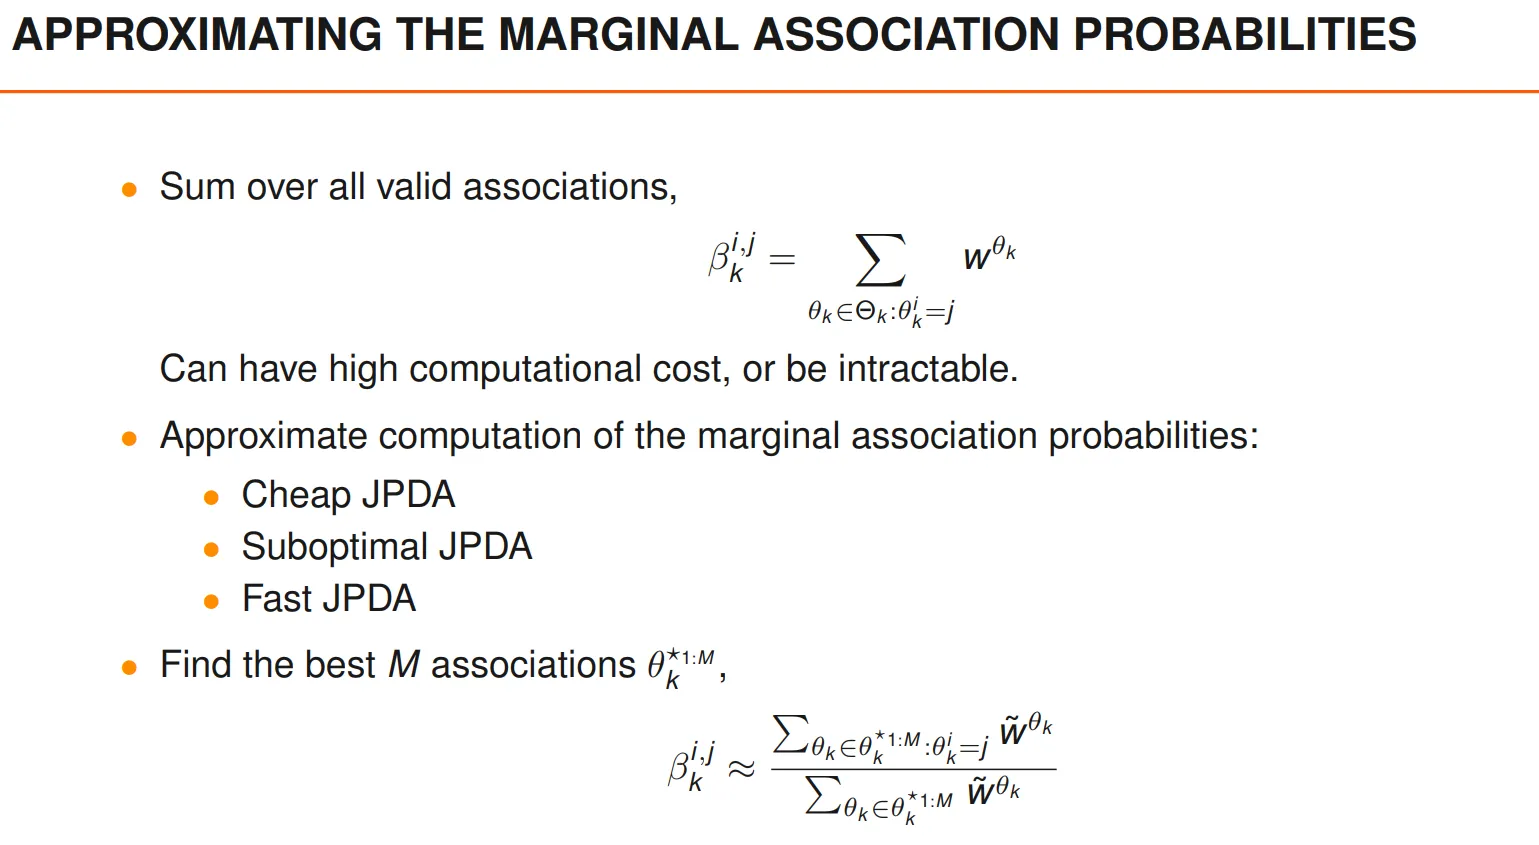 APPROXIMATING THE MARGINAL ASSOCIATION PROBABILITIES
• Sum over all valid associations,
$\beta_k^{i,j} = \sum_{\theta_k \in \Theta_k : \theta_k^i = j} w^{\theta_k}$
Can have high computational cost, or be intractable.
• Approximate computation of the marginal association probabilities:
• Cheap JPDA
• Suboptimal JPDA
• Fast JPDA
• Find the best M associations $\theta_k^{\star 1:M}$,
$\beta_k^{i,j} \approx \frac{\sum_{\theta_k \in \theta_k^{\star 1:M} : \theta_k^i = j} \tilde{w}^{\theta_k}}{\sum_{\theta_k \in \theta_k^{\star 1:M}} \tilde{w}^{\theta_k}}$